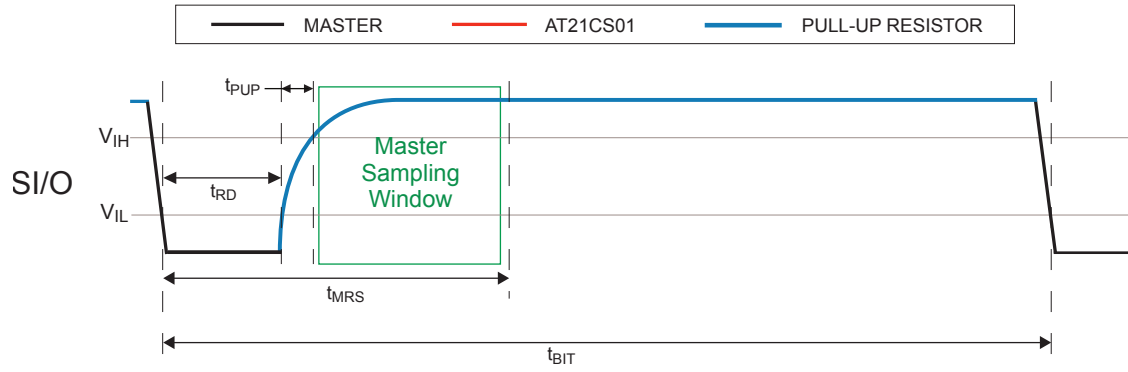 MASTER
AT21CS01
PULL-UP RESISTOR
tPUP
VIH
Master
Sampling
Window
SI/O
tRD
VIL
tMRS
tBIT